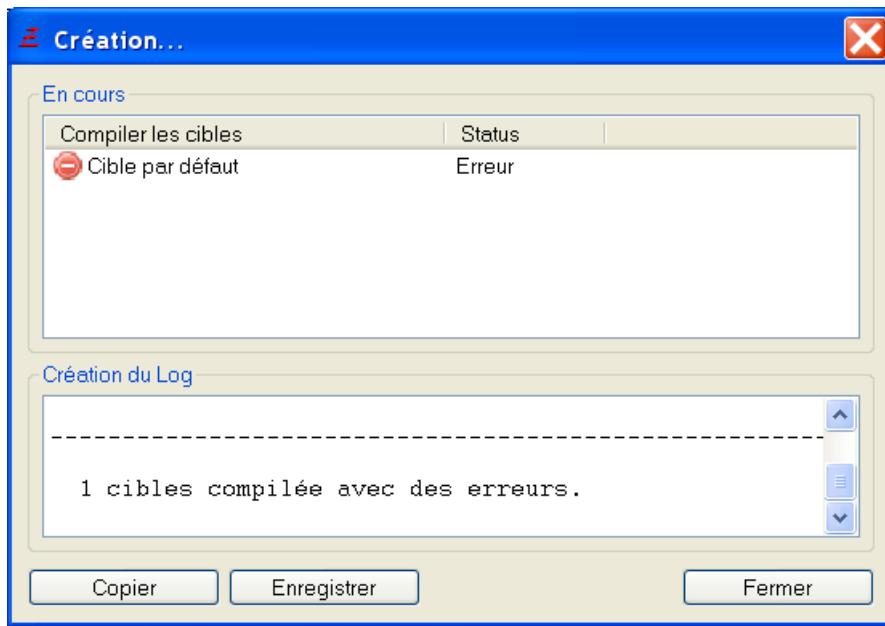 Création...
En cours
Compiler les cibles Status
Cible par défaut Erreur
Création du Log
------------------------------------------------------
1 cibles compilée avec des erreurs.
Copier Enregistrer Fermer